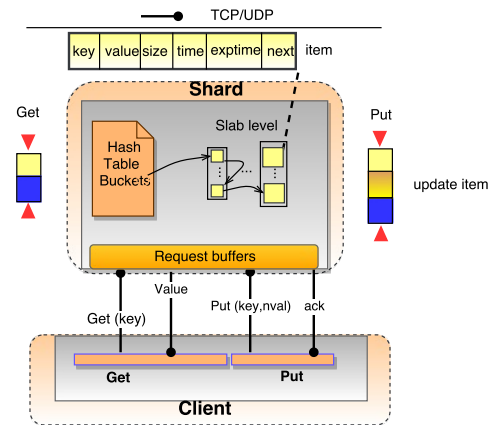 TCP/UDP
key value size time exptime next item
Shard
Get
Put
Slab level
Hash
Table
Buckets
...
...
...
update item
Request buffers
Value
Get (key)
Put (key,nval) ack
Get
Put
Client